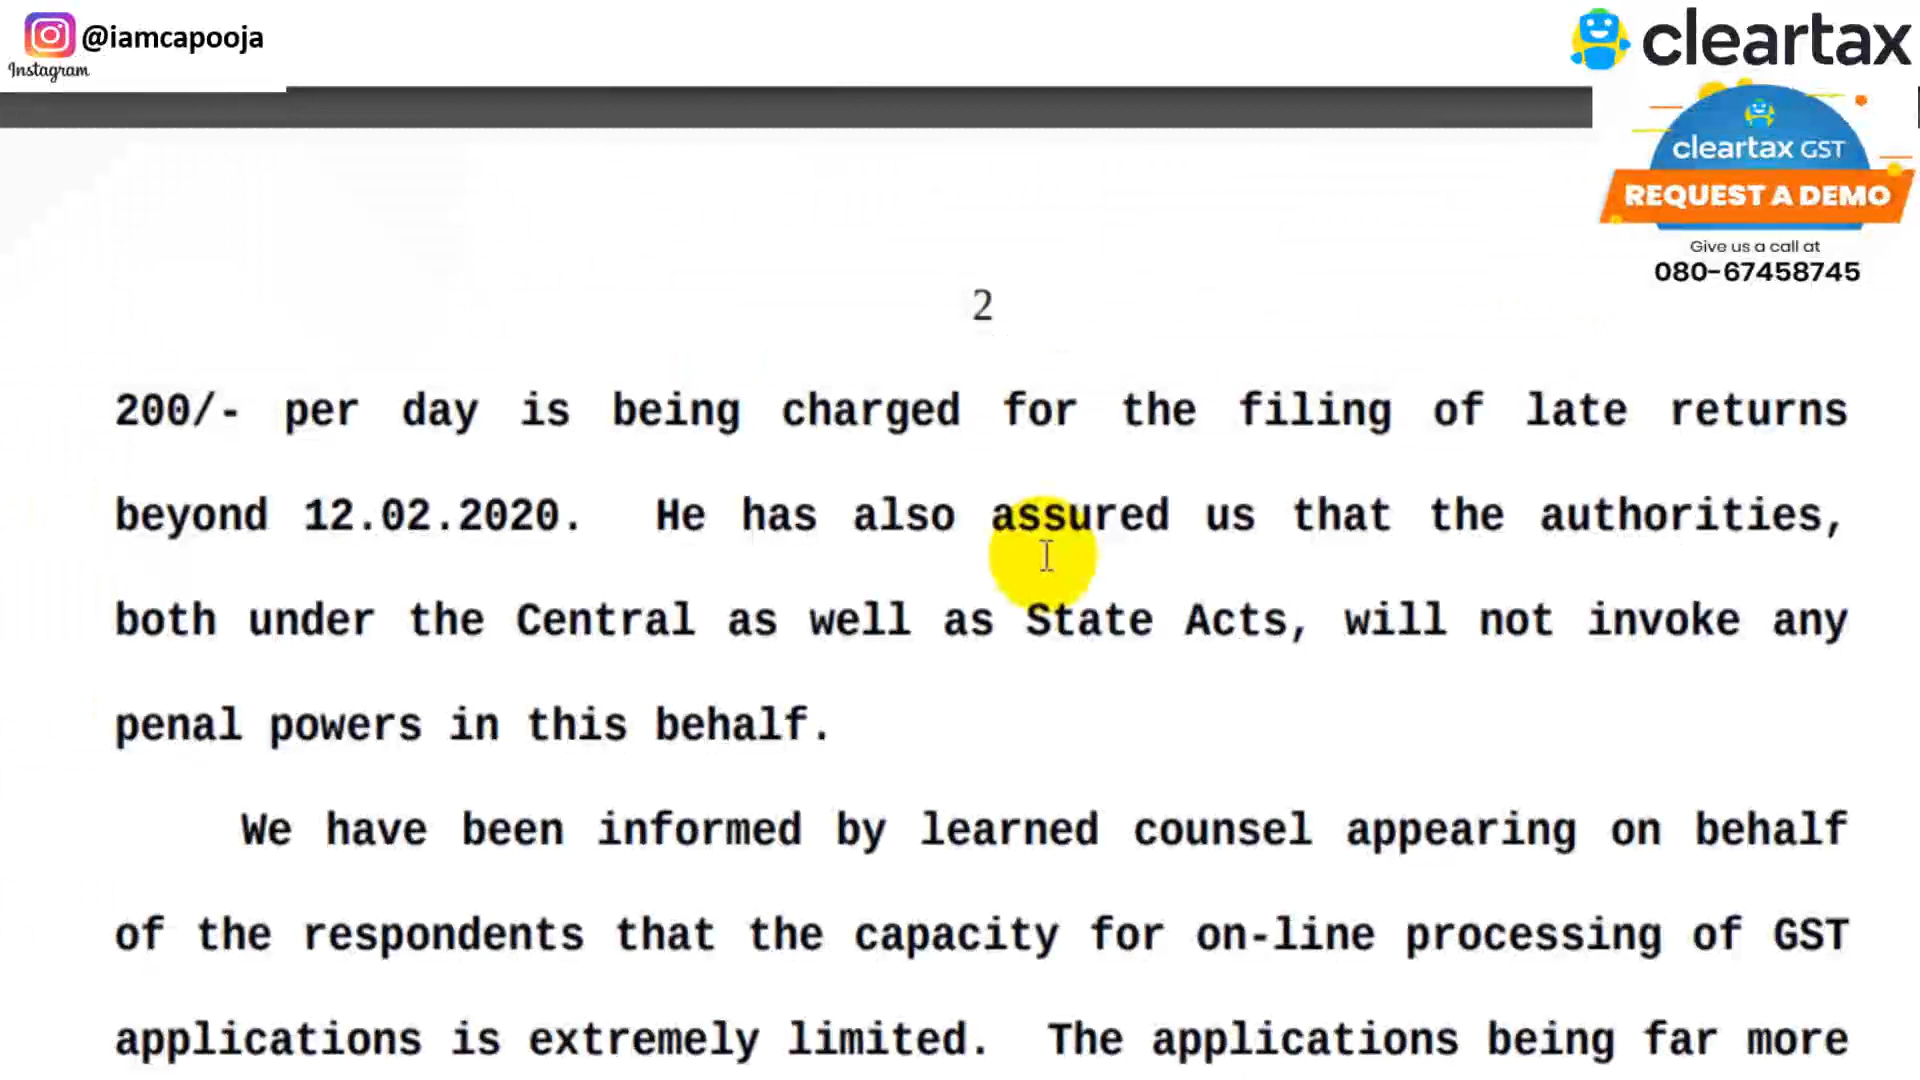 @iamcapooja
Instagram
cleartax
cleartax GST
REQUEST A DEMO
Give us a call at
080-67458745
2
200/- per day is being charged for the filing of late returns
beyond 12.02.2020. He has also assured us that the authorities,
both under the Central as well as State Acts, will not invoke any
penal powers in this behalf.
We have been informed by learned counsel appearing on behalf
of the respondents that the capacity for on-line processing of GST
applications is extremely limited. The applications being far more